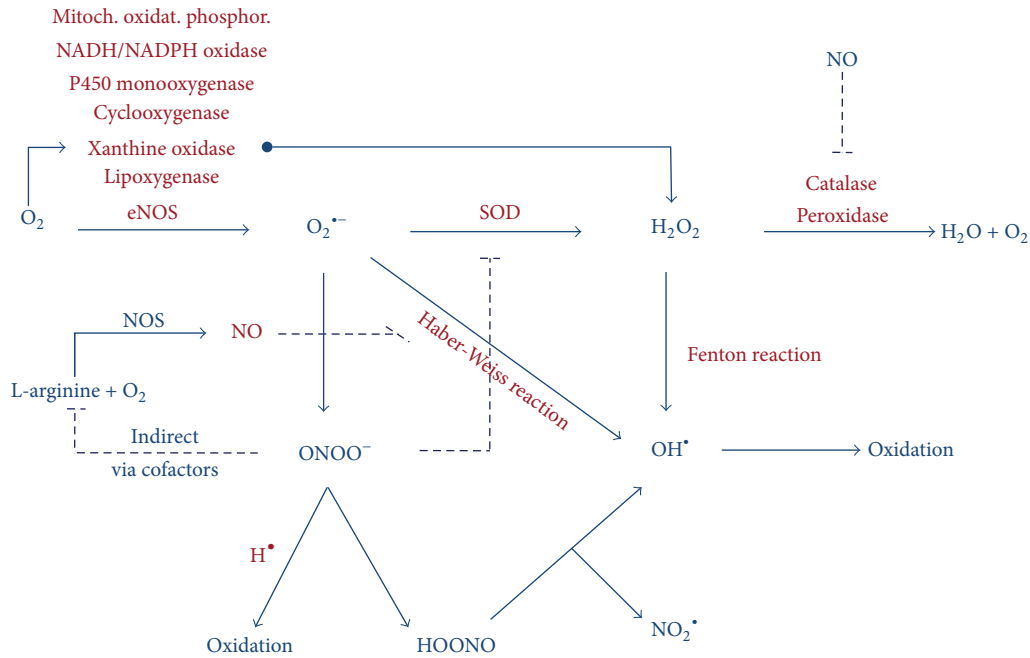 Mitoch. oxidat. phosphor.
NADH/NADPH oxidase
P450 monooxygenase
Cyclooxygenase
Xanthine oxidase
Lipoxygenase
NO
Catalase
Peroxidase
O₂
eNOS
O₂•−
SOD
H₂O₂
H₂O + O₂
NOS
NO
Haber-Weiss reaction
Fenton reaction
L-arginine + O₂
Indirect
via cofactors
ONOO−
OH•
Oxidation
H•
Oxidation
HOONO
NO₂•